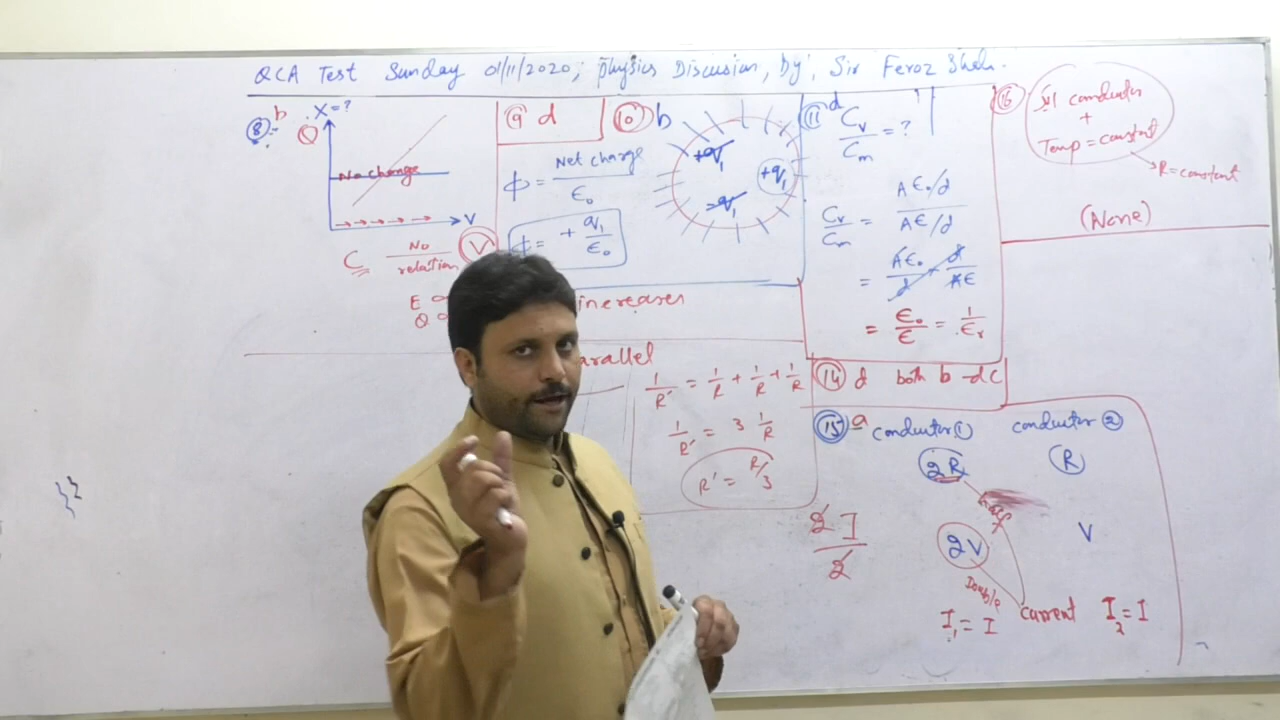 QCA Test Sunday 01/11/2020; Physics Discussion, by, Sir Feroz
8 b
X=?
Q
No change
V
C No relation
V
E ∝
Q ∝
9 d
ϕ = Net charge / ϵ₀
ϕ = + q₁ / ϵ₀
10 b
+q₁
+q₁
-q₁
increases
arallel
1/R' = 1/R + 1/R + 1/R
1/R' = 3 1/R
R' = R/3
11 d
Cv/Cm = ?
Cv/Cm = Aϵ₀/d / Aϵ/d
= Aϵ₀/d × d/Aϵ
= ϵ₀/ϵ = 1/ϵr
14 d both b -d c
15 a conductor 1 conductor 2
2R R
half
2V V
Double
2I/2
I₁ = I current I₂ = I
16
conductor
+
Temp = constant
R = constant
(None)